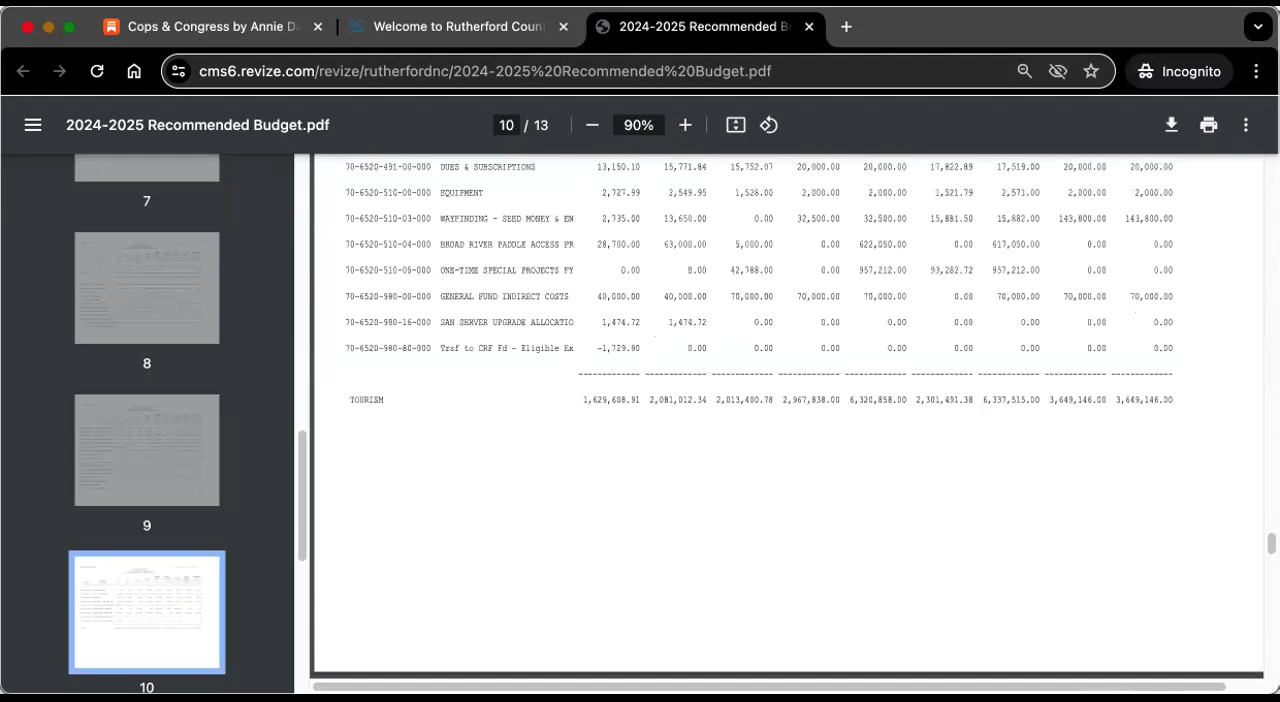 Cops & Congress by Annie Da
Welcome to Rutherford Count
2024-2025 Recommended B
cms6.revize.com/revize/rutherfordnc/2024-2025%20Recommended%20Budget.pdf
Incognito
2024-2025 Recommended Budget.pdf
10 / 13
90%
7
8
9
10
70-6520-491-00-000 DUES & SUBSCRIPTIONS 13,150.10 15,771.84 15,752.07 20,000.00 20,000.00 17,822.89 17,519.00 20,000.00 20,000.00
70-6520-510-00-000 EQUIPMENT 2,727.99 2,549.95 1,528.00 2,000.00 2,000.00 1,521.79 2,571.00 2,000.00 2,000.00
70-6520-510-03-000 WAYFINDING - SEED MONEY & EN 2,735.00 13,650.00 0.00 32,500.00 32,500.00 15,881.50 15,882.00 143,800.00 143,800.00
70-6520-510-04-000 BROAD RIVER PADDLE ACCESS PR 28,700.00 63,000.00 5,000.00 0.00 622,050.00 0.00 617,050.00 0.00 0.00
70-6520-510-05-000 ONE-TIME SPECIAL PROJECTS FY 0.00 0.00 42,788.00 0.00 957,212.00 93,282.72 957,212.00 0.00 0.00
70-6520-980-00-000 GENERAL FUND INDIRECT COSTS 40,000.00 40,000.00 70,000.00 70,000.00 70,000.00 0.00 70,000.00 70,000.00 70,000.00
70-6520-980-16-000 SAN SERVER UPGRADE ALLOCATIO 1,474.72 1,474.72 0.00 0.00 0.00 0.00 0.00 0.00 0.00
70-6520-980-80-900 Trsf to CRF Fd - Eligible Ex -1,729.80 0.00 0.00 0.00 0.00 0.00 0.00 0.00 0.00
TOURISM 1,629,608.91 2,081,012.34 2,013,400.78 2,967,838.00 6,320,858.00 2,301,491.38 6,337,515.00 3,649,146.00 3,649,146.00